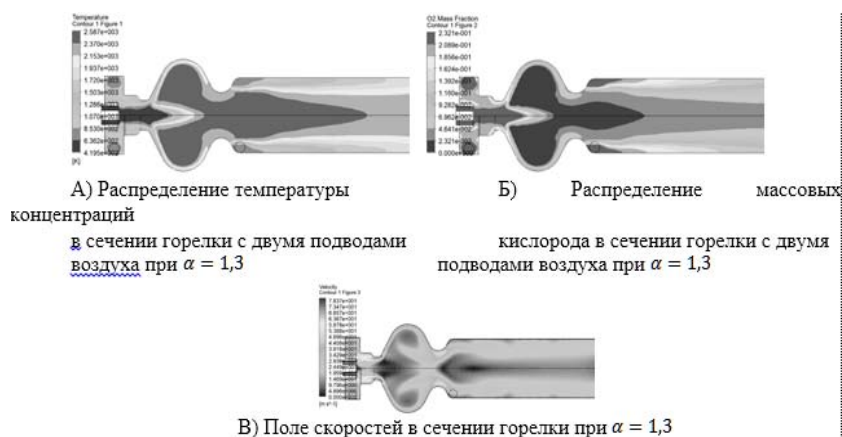 Temperature
Contour 1 Figure 1
2.587e+003
2.370e+003
2.153e+003
1.937e+003
1.720e+003
1.503e+003
1.286e+003
1.070e+003
8.530e+002
6.362e+002
4.195e+002
[K]
O2.Mass Fraction
Contour 1 Figure 2
2.321e-001
2.089e-001
1.856e-001
1.624e-001
1.392e-001
1.160e-001
9.282e-002
6.962e-002
4.641e-002
2.321e-002
0.000e+000
А) Распределение температуры Б) Распределение массовых
концентраций
в сечении горелки с двумя подводами кислорода в сечении горелки с двумя
воздуха при α = 1,3 подводами воздуха при α = 1,3
Velocity
Contour 1 Figure 3
[m s^-1]
В) Поле скоростей в сечении горелки при α = 1,3